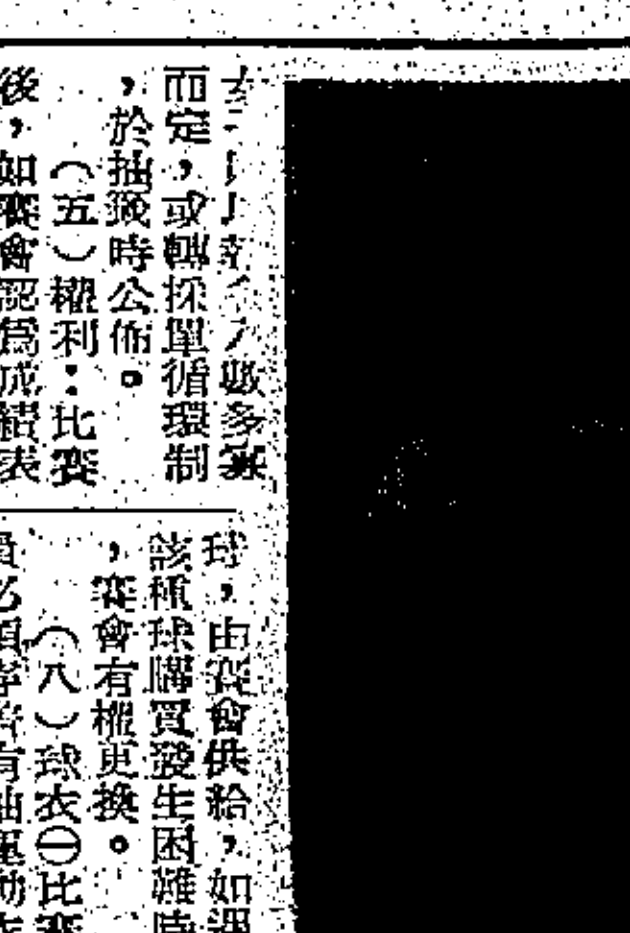 數多寡
而定，或轉採單循環制
，於抽籤時公佈。
（五）權利：比賽
後，如賽會認爲成績表
球，由賽會供給，如遇
該種球購買發生困難時
，賽會有權更換。
（八）球衣㊀比賽
有